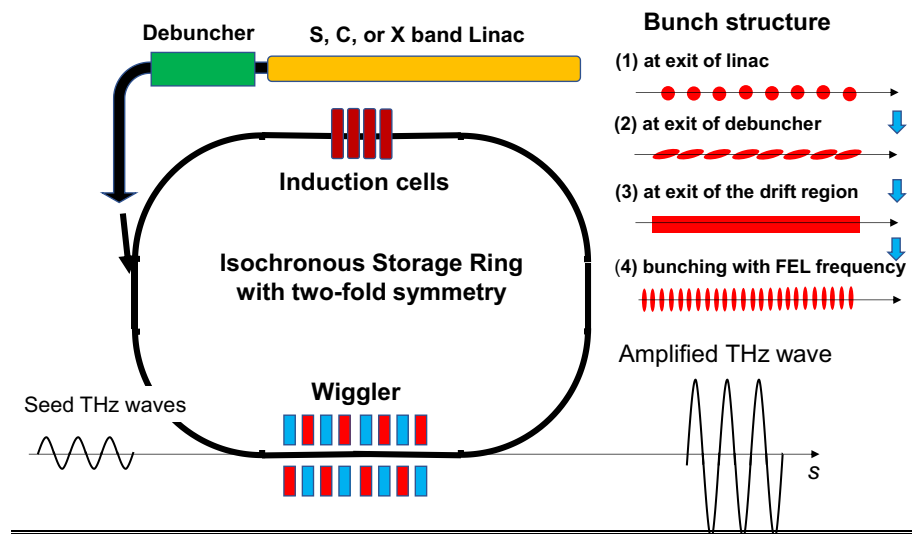 Debuncher
S, C, or X band Linac
Induction cells
Isochronous Storage Ring
with two-fold symmetry
Wiggler
Seed THz waves
Bunch structure
(1) at exit of linac
(2) at exit of debuncher
(3) at exit of the drift region
(4) bunching with FEL frequency
Amplified THz wave
s